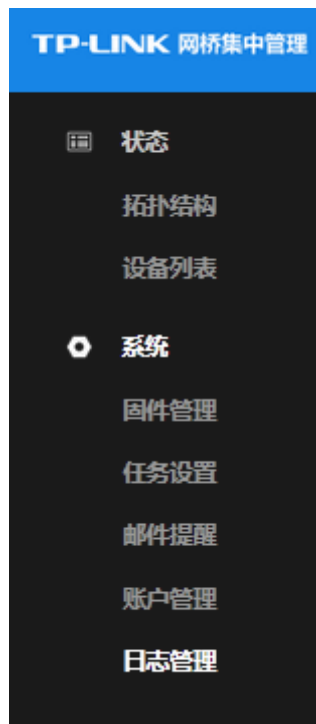 TP-LINK 网桥集中管理
状态
拓扑结构
设备列表
系统
固件管理
任务设置
邮件提醒
账户管理
日志管理